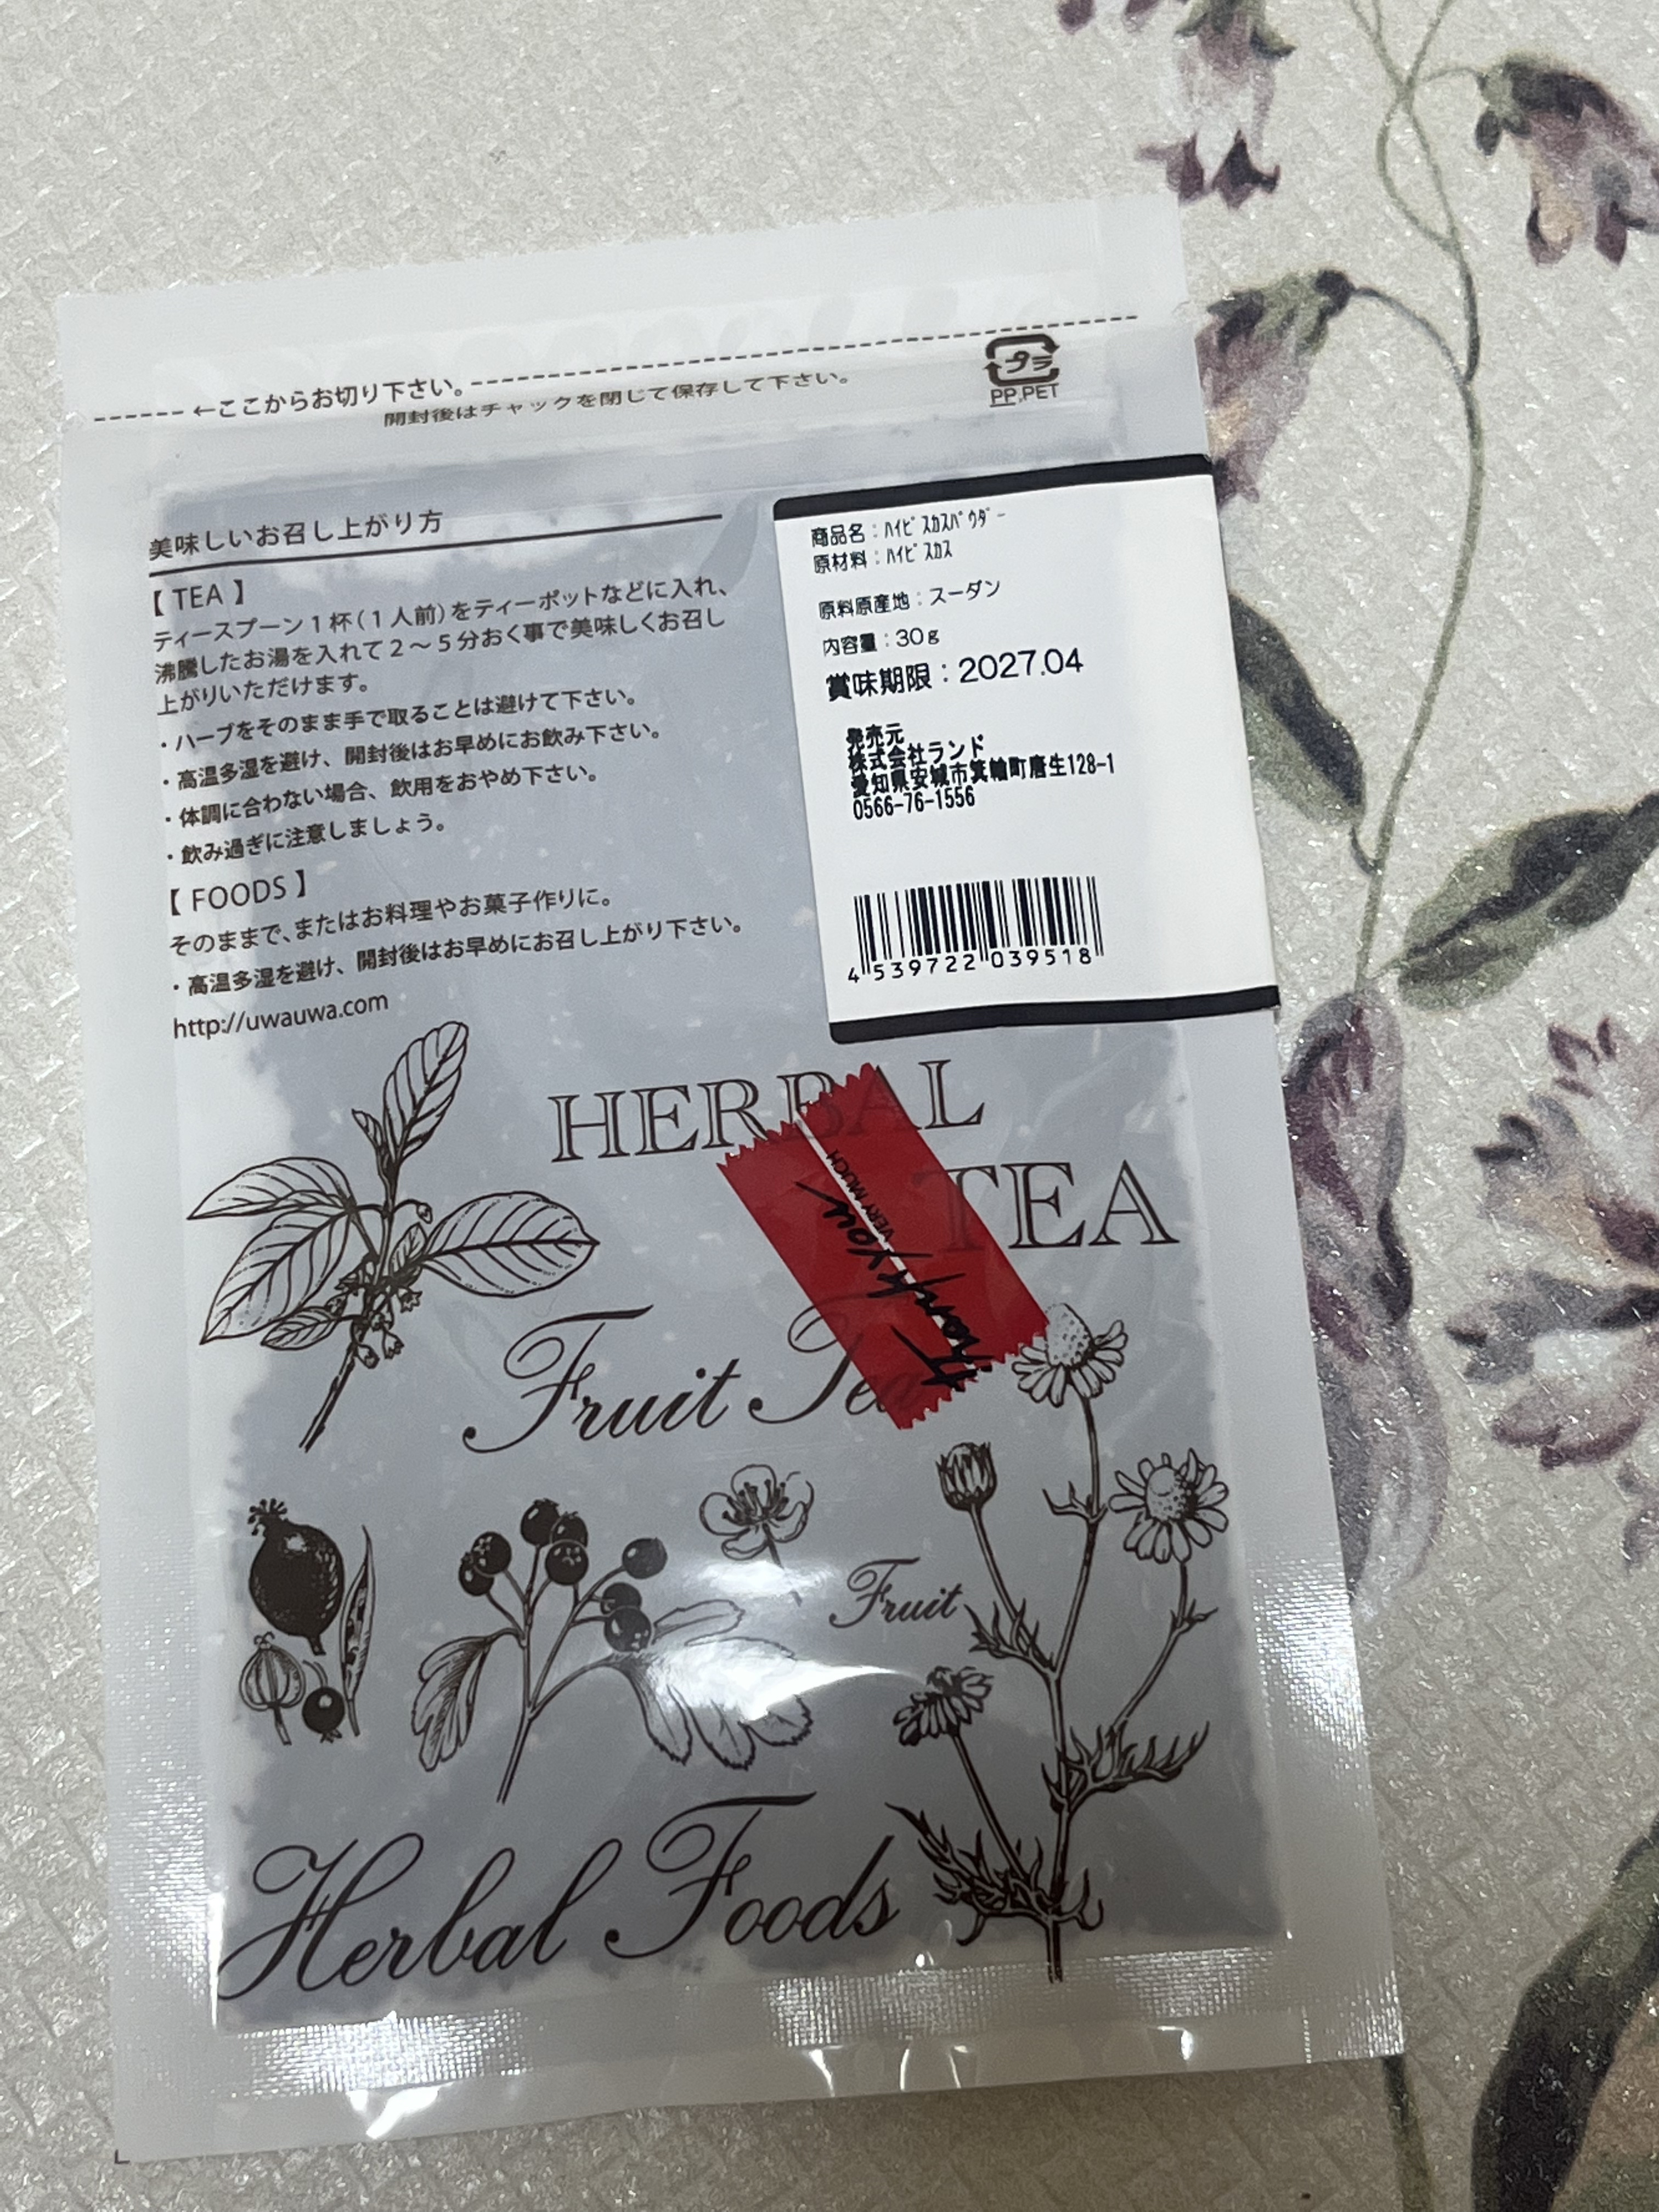 ←ここからお切り下さい。
開封後はチャックを閉じて保存して下さい。
プラ
PP,PET
美味しいお召し上がり方
【 TEA 】
ティースプーン1杯(1人前)をティーポットなどに入れ、
沸騰したお湯を入れて2〜5分おく事で美味しくお召し
上がりいただけます。
・ハーブをそのまま手で取ることは避けて下さい。
・高温多湿を避け、開封後はお早めにお飲み下さい。
・体調に合わない場合、飲用をおやめ下さい。
・飲み過ぎに注意しましょう。
【 FOODS 】
そのままで、またはお料理やお菓子作りに。
・高温多湿を避け、開封後はお早めにお召し上がり下さい。
http://uwauwa.com
商品名:ﾊｲﾋﾞｽｶｽﾊﾟｳﾀﾞｰ
原材料:ﾊｲﾋﾞｽｶｽ
原料原産地:スーダン
内容量:30g
賞味期限:2027.04
発売元
株式会社ランド
愛知県安城市箕輪町唐生128-1
0566-76-1556
4539722039518
HERBAL
TEA
Thank You
VERY MUCH
Fruit Tea
Fruit
Herbal Foods